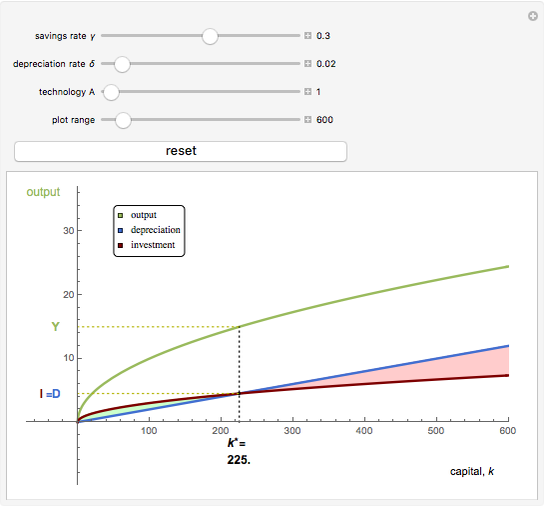 savings rate γ 0.3
depreciation rate δ 0.02
technology A 1
plot range 600
reset
output
output
depreciation
investment
30
20
Y
10
I =D
100 200 300 400 500 600
k*=
225.
capital, k